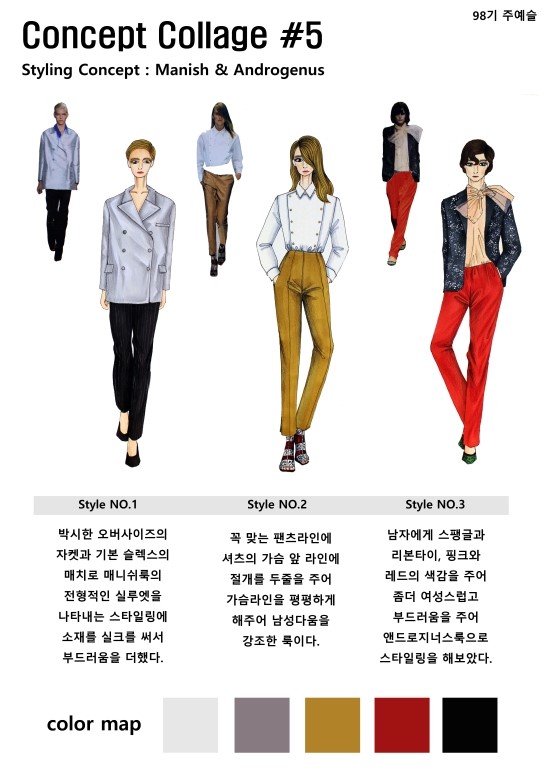 98기 주예슬
Concept Collage #5
Styling Concept : Manish & Androgenus
Style NO.1
박시한 오버사이즈의
자켓과 기본 슬렉스의
매치로 매니쉬룩의
전형적인 실루엣을
나타내는 스타일링에
소재를 실크를 써서
부드러움을 더했다.
Style NO.2
꼭 맞는 팬츠라인에
셔츠의 가슴 앞 라인에
절개를 두줄을 주어
가슴라인을 평평하게
해주어 남성다움을
강조한 룩이다.
Style NO.3
남자에게 스팽글과
리본타이, 핑크와
레드의 색감을 주어
좀더 여성스럽고
부드러움을 주어
앤드로지너스룩으로
스타일링을 해보았다.
color map